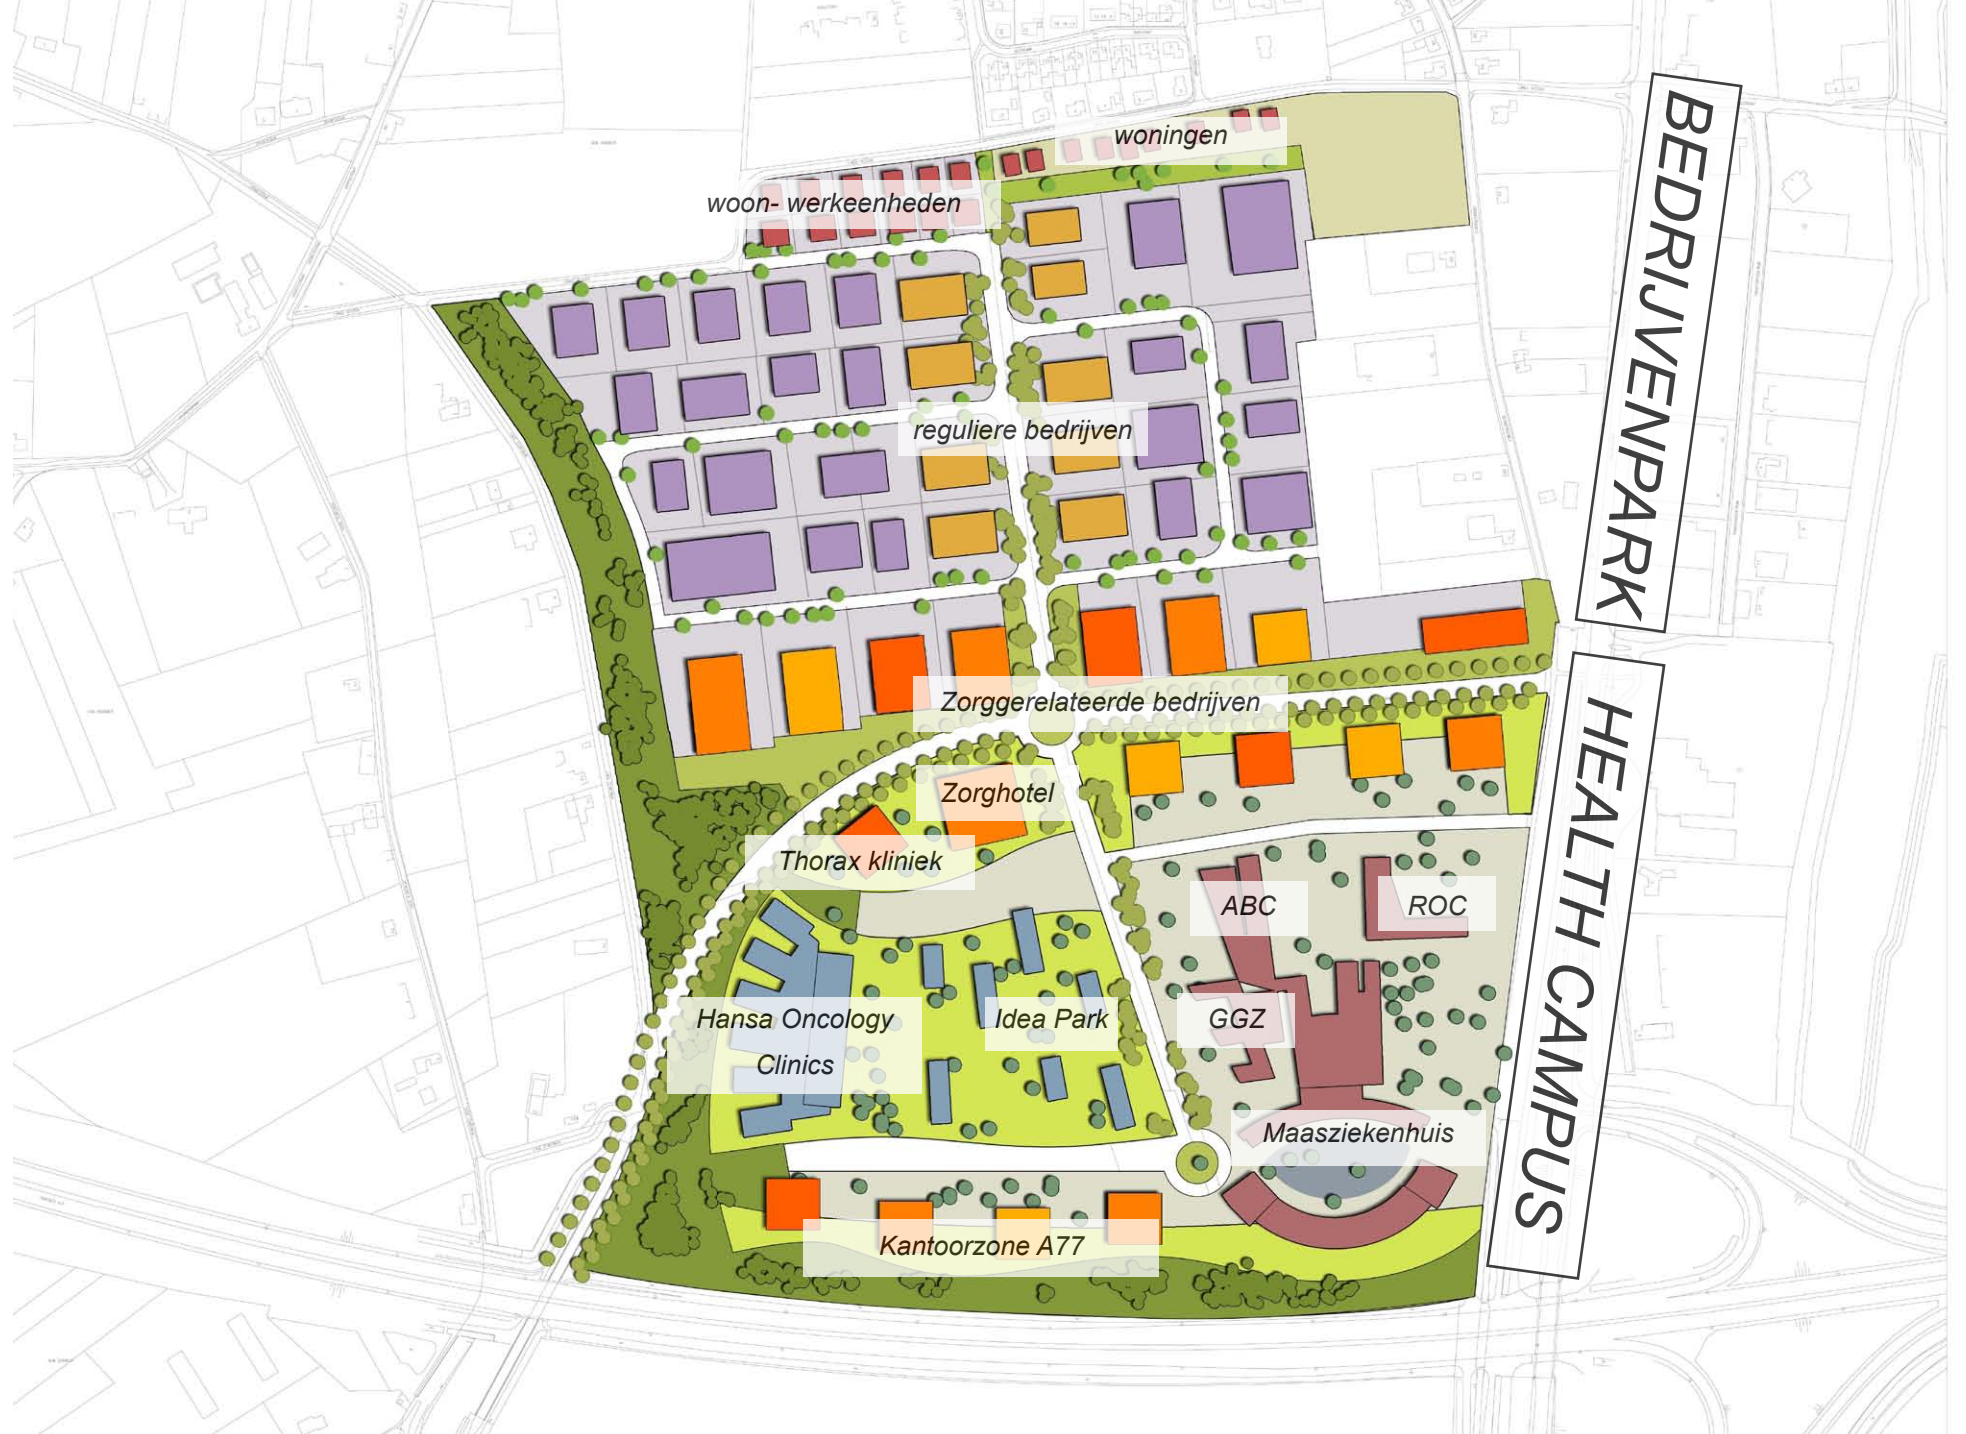 woningen
woon- werkeenheden
reguliere bedrijven
Zorggerelateerde bedrijven
Zorghotel
Thorax kliniek
ABC
ROC
Hansa Oncology
Clinics
Idea Park
GGZ
Maasziekenhuis
Kantoorzone A77
BEDRIJVENPARK
HEALTH CAMPUS